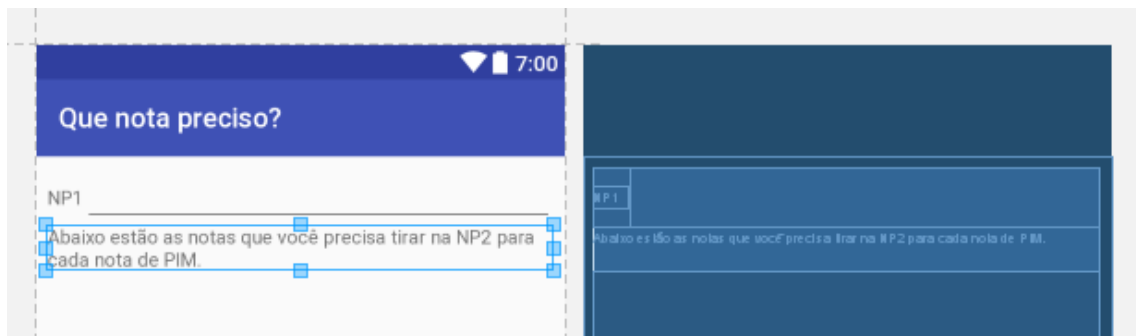 7:00
Que nota preciso?
NP1
Abaixo estão as notas que você precisa tirar na NP2 para
cada nota de PIM.
NP1
Abaixo estão as notas que você precisa tirar na NP2 para cada nota de PIM.